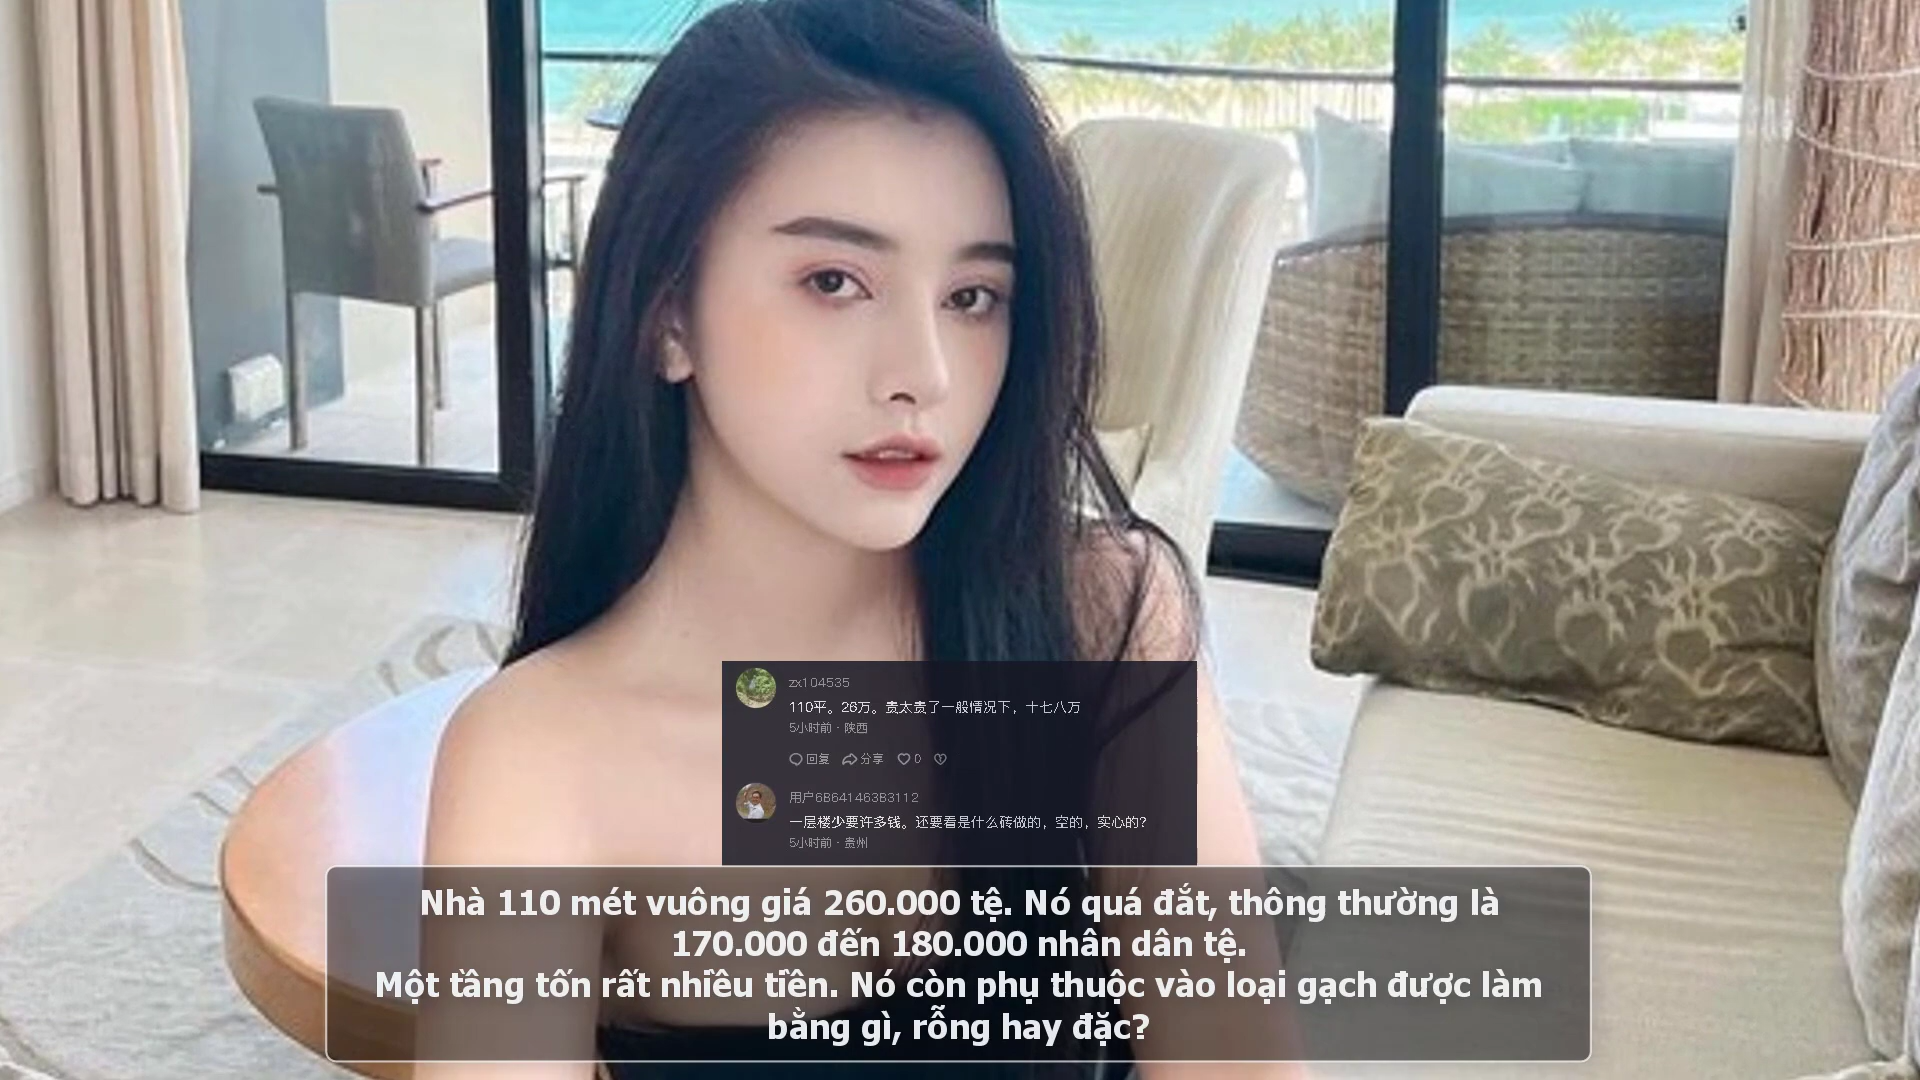 zx104535
110平。26万。贵太贵了一般情况下，十七八万
5小时前 · 陕西
回复 分享 0
用户6B641463B3112
一层楼少要许多钱。还要看是什么砖做的，空的，实心的？
5小时前 · 贵州
Nhà 110 mét vuông giá 260.000 tệ. Nó quá đắt, thông thường là
170.000 đến 180.000 nhân dân tệ.
Một tầng tốn rất nhiều tiền. Nó còn phụ thuộc vào loại gạch được làm
bằng gì, rỗng hay đặc?